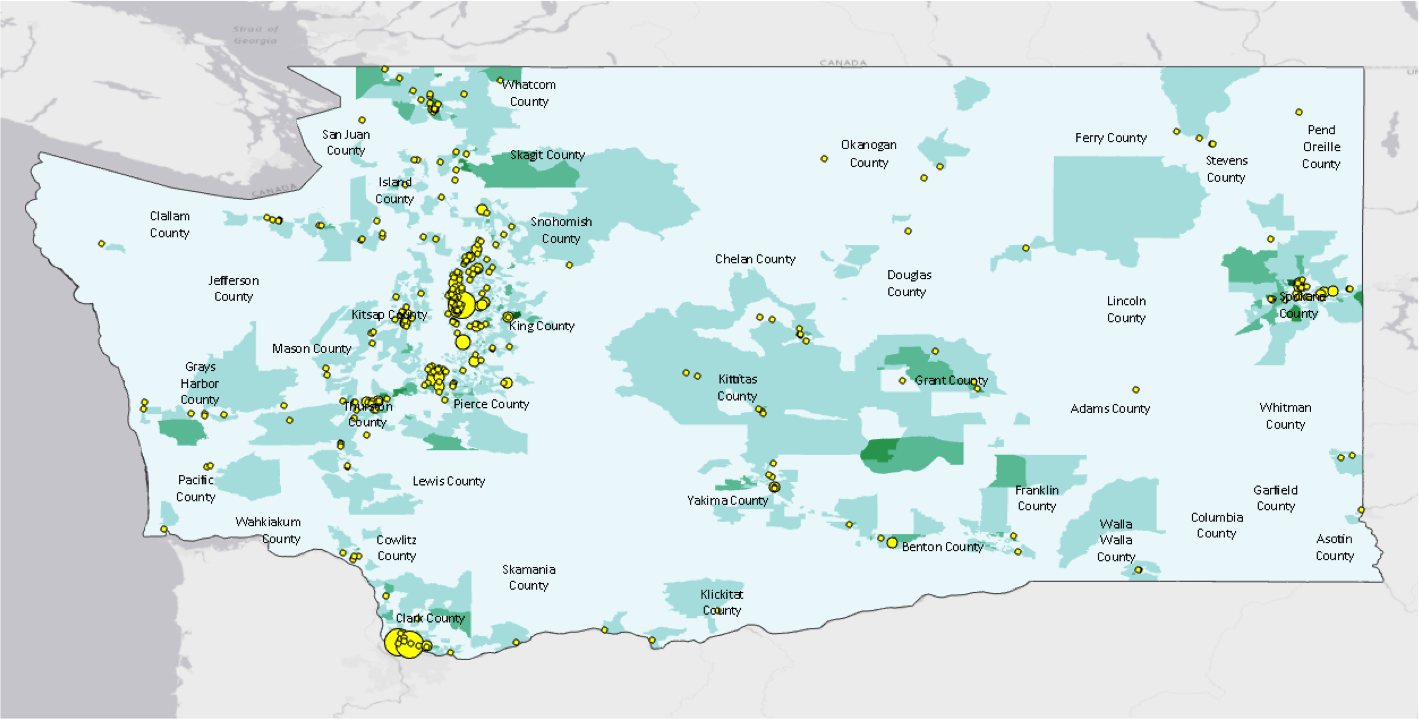 Strait of
Georgia
CANADA
UN
Whatcom
County
San Juan
County
Skagit County
Okanogan
County
Ferry County
Pend
Oreille
County
Stevens
County
CANADA
Island
County
Clallam
County
Snohomish
County
Chelan County
Douglas
County
Jefferson
County
Lincoln
County
Spokane
County
Kitsap County
King County
Mason County
Grays
Harbor
County
Kittitas
County
Grant County
Thurston
County
Pierce County
Adams County
Whitman
County
Pacific
County
Lewis County
Yakima County
Franklin
County
Garfield
County
Wahkiakum
County
Cowlitz
County
Walla
Walla
County
Columbia
County
Benton County
Asotin
County
Skamania
County
Klickitat
County
Clark County